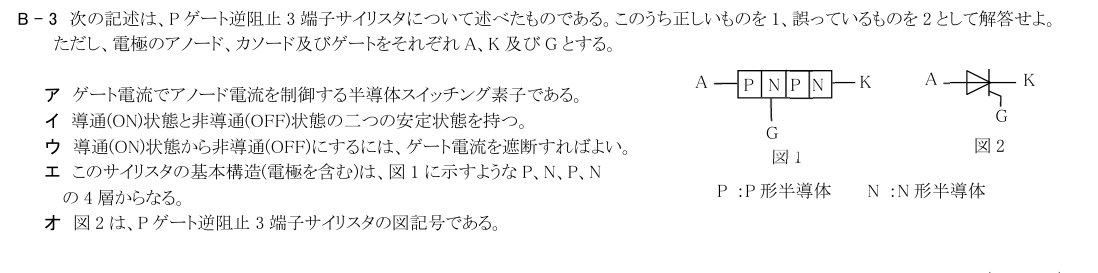 B－3 次の記述は、Pゲート逆阻止3端子サイリスタについて述べたものである。このうち正しいものを1、誤っているものを2として解答せよ。
ただし、電極のアノード、カソード及びゲートをそれぞれA、K及びGとする。
ア ゲート電流でアノード電流を制御する半導体スイッチング素子である。
イ 導通(ON)状態と非導通(OFF)状態の二つの安定状態を持つ。
ウ 導通(ON)状態から非導通(OFF)にするには、ゲート電流を遮断すればよい。
エ このサイリスタの基本構造(電極を含む)は、図1に示すようなP、N、P、N
の4層からなる。
オ 図2は、Pゲート逆阻止3端子サイリスタの図記号である。
A P N P N K
G
図1
A K
G
図2
P :P形半導体 N :N形半導体